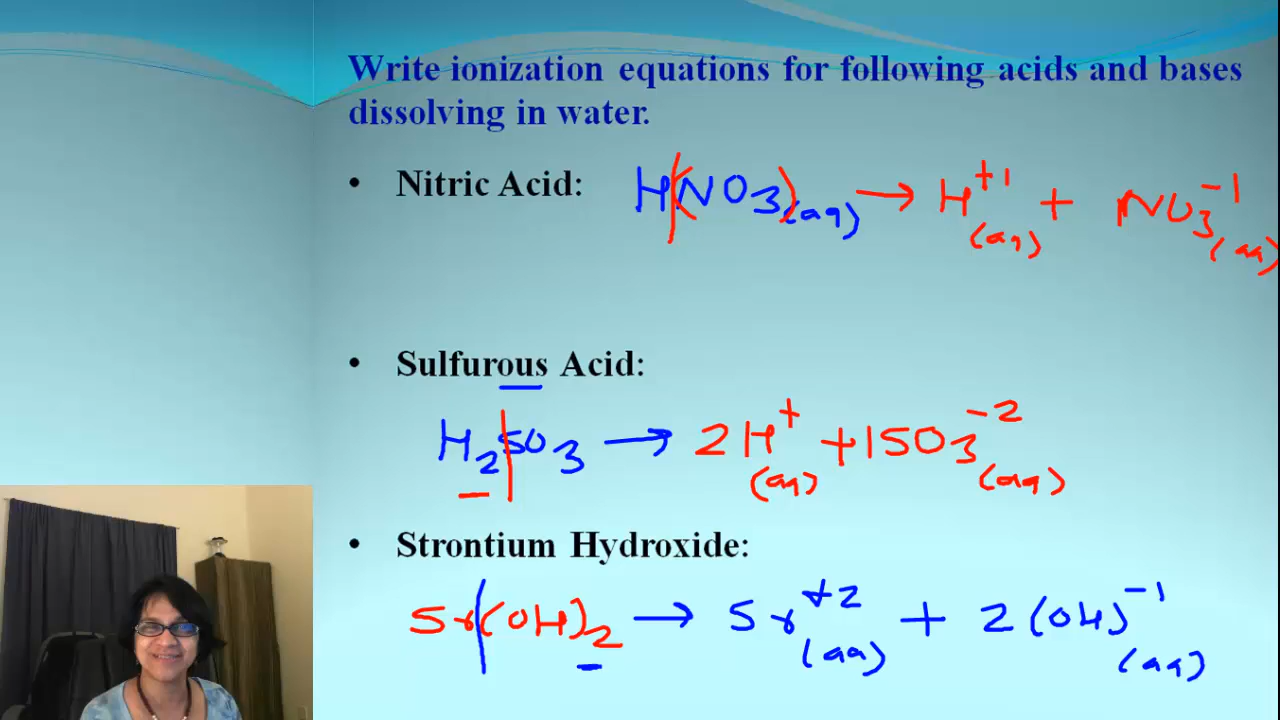 Write ionization equations for following acids and bases
dissolving in water.
• Nitric Acid: H(NO3)(aq) → H+1(aq) + NO3-1(aq)
• Sulfurous Acid:
H2SO3 → 2H+(aq) + 1SO3-2(aq)
• Strontium Hydroxide:
Sr(OH)2 → Sr+2(aq) + 2(OH)-1(aq)